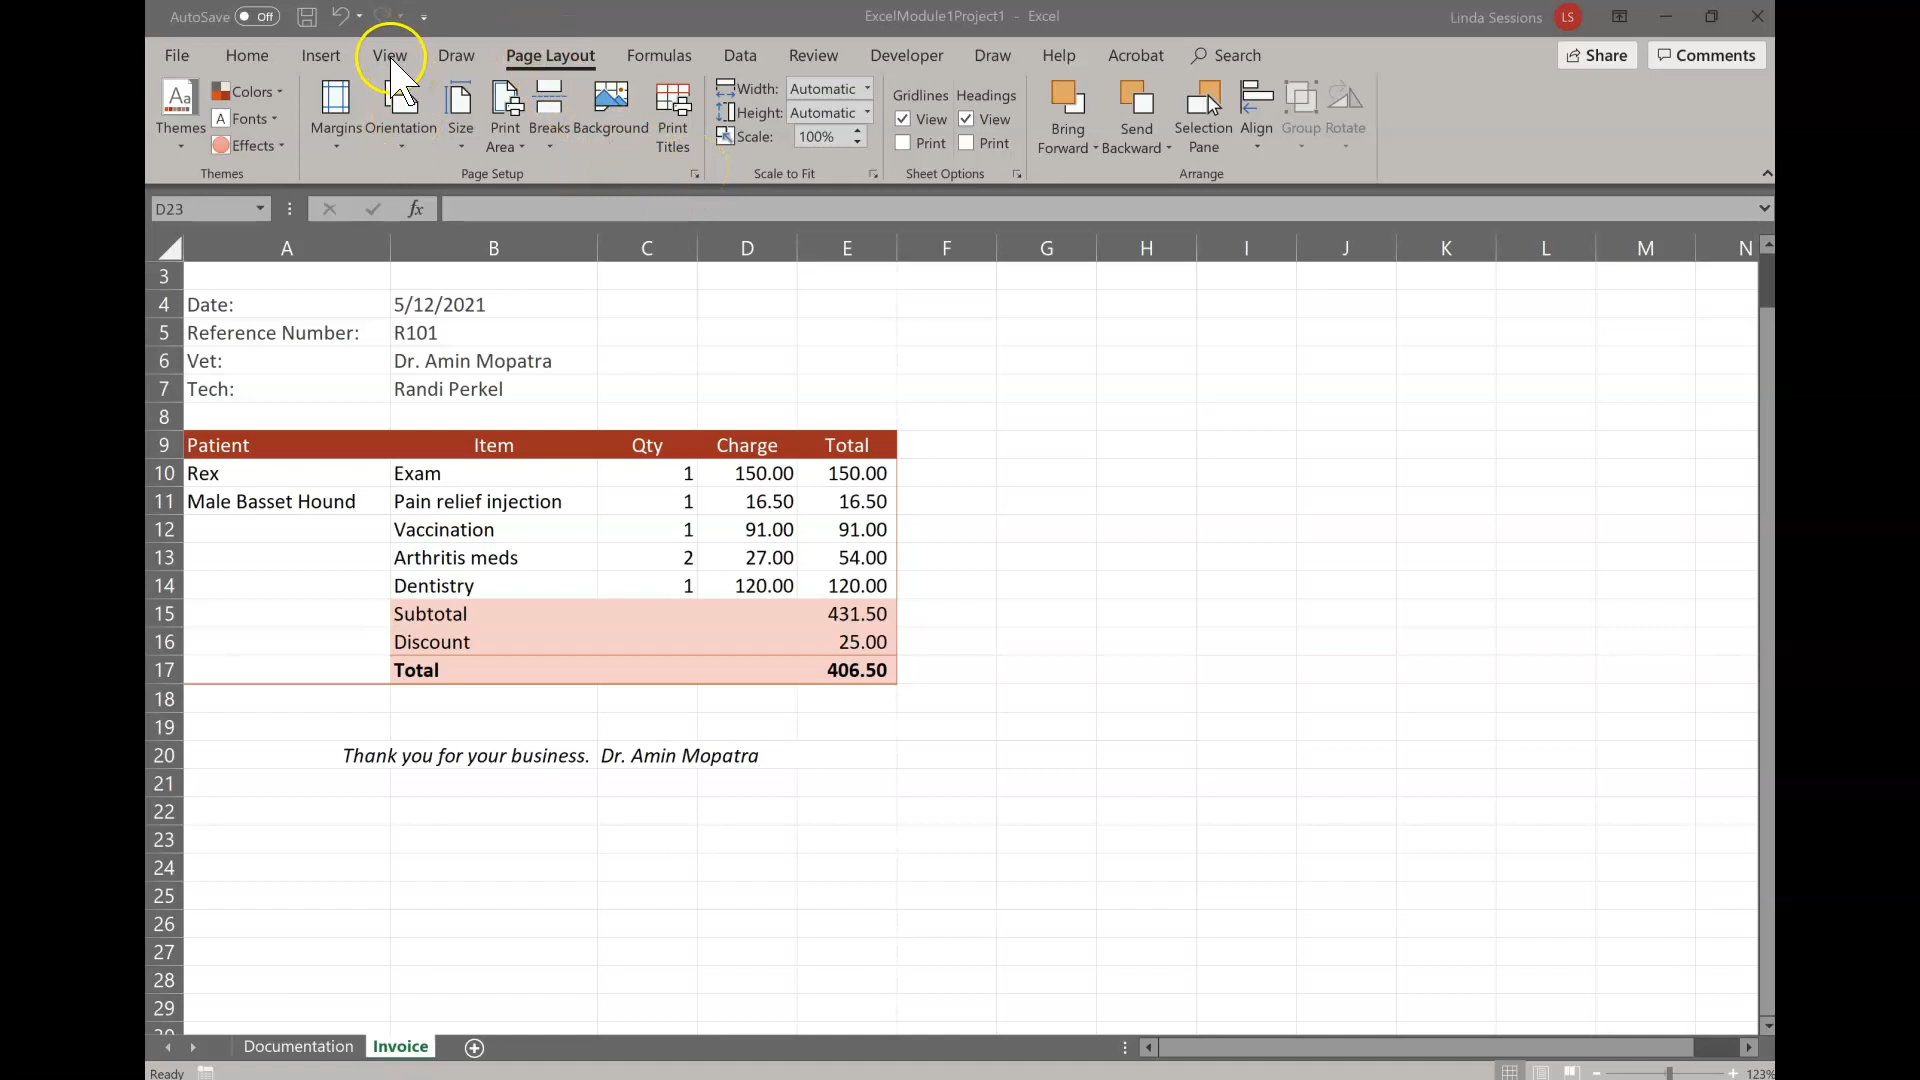 AutoSave Off ExcelModule1Project1 - Excel Linda Sessions LS
File Home Insert View Draw Page Layout Formulas Data Review Developer Draw Help Acrobat Search Share Comments
Themes Colors Fonts Effects
Margins Orientation Size Print Area Breaks Background Print Titles
Width: Automatic
Height: Automatic
Scale: 100%
Gridlines Headings
View View
Print Print
Bring Forward Send Backward Selection Pane Align Group Rotate
Themes Page Setup Scale to Fit Sheet Options Arrange
D23 fx
A B C D E F G H I J K L M N
3
4 Date: 5/12/2021
5 Reference Number: R101
6 Vet: Dr. Amin Mopatra
7 Tech: Randi Perkel
8
9 Patient Item Qty Charge Total
10 Rex Exam 1 150.00 150.00
11 Male Basset Hound Pain relief injection 1 16.50 16.50
12 Vaccination 1 91.00 91.00
13 Arthritis meds 2 27.00 54.00
14 Dentistry 1 120.00 120.00
15 Subtotal 431.50
16 Discount 25.00
17 Total 406.50
18
19
20 Thank you for your business. Dr. Amin Mopatra
21
22
23
24
25
26
27
28
29
Documentation Invoice
Ready 123%